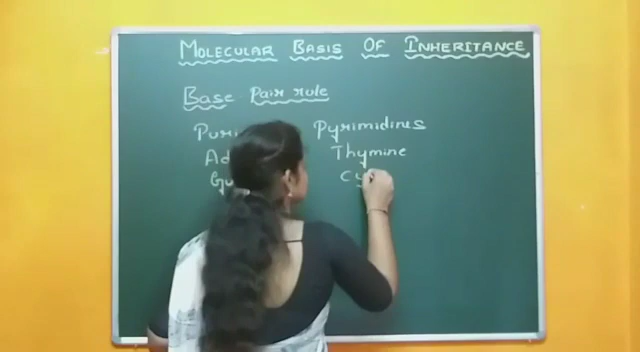 MOLECULAR BASIS OF INHERITANCE
Base Pair rule
Pyrimidines
Thymine